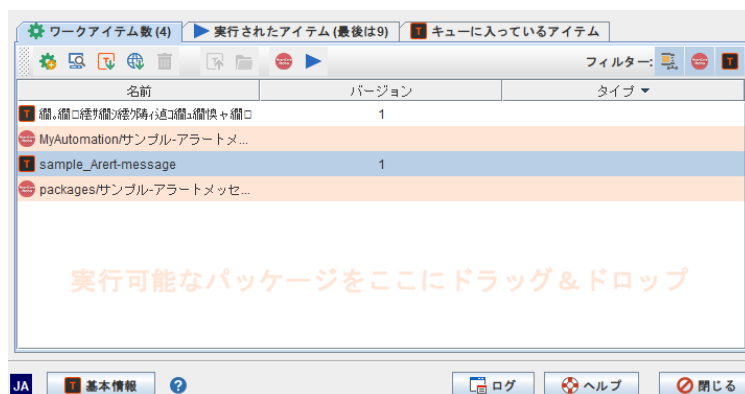 ワークアイテム数 (4) 実行されたアイテム (最後は9) T キューに入っているアイテム
フィルター: T
名前 バージョン タイプ
T 1
MyAutomation/サンプル-アラートメ...
T sample_Arert-message 1
packages/サンプル-アラートメッセ...
実行可能なパッケージをここにドラッグ&ドロップ
JA T 基本情報 ? ログ ヘルプ 閉じる